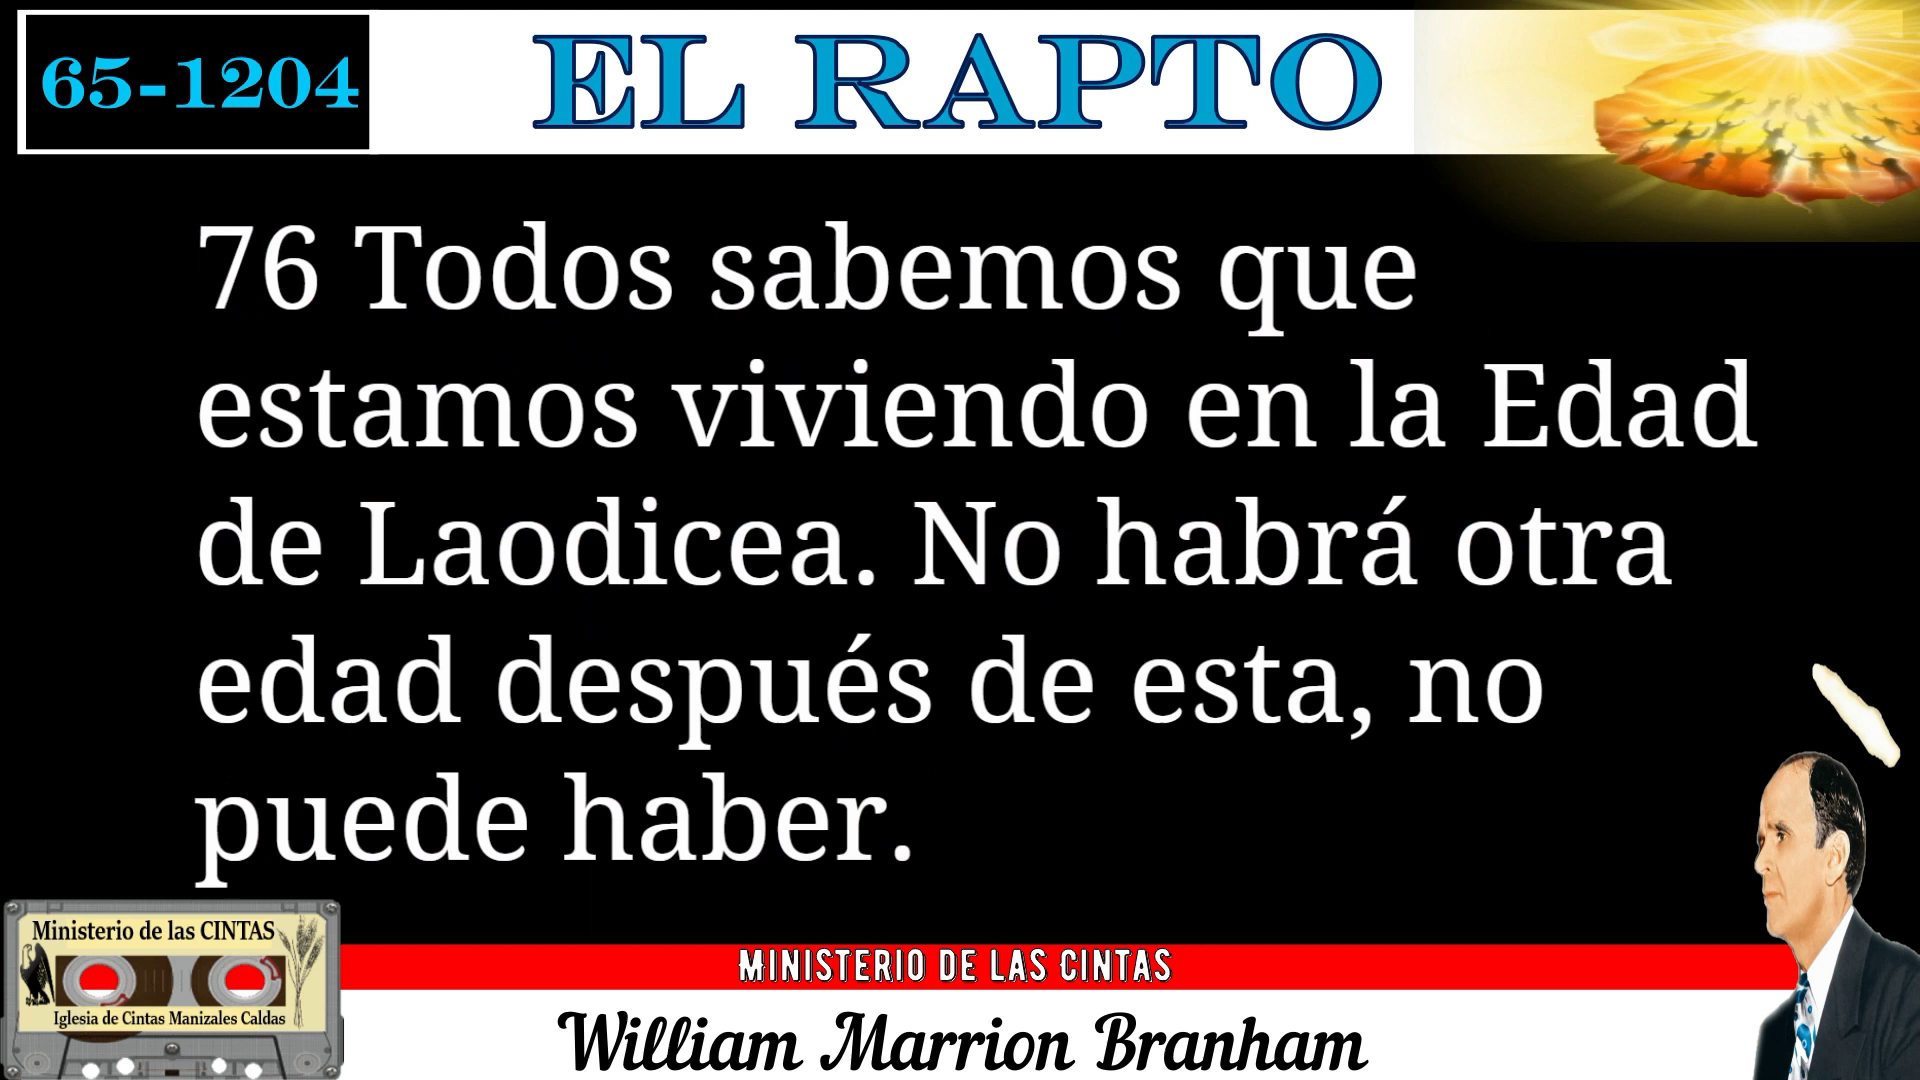 65-1204
EL RAPTO
76 Todos sabemos que
estamos viviendo en la Edad
de Laodicea. No habrá otra
edad después de esta, no
puede haber.
Ministerio de las CINTAS
Iglesia de Cintas Manizales Caldas
MINISTERIO DE LAS CINTAS
William Marrion Branham